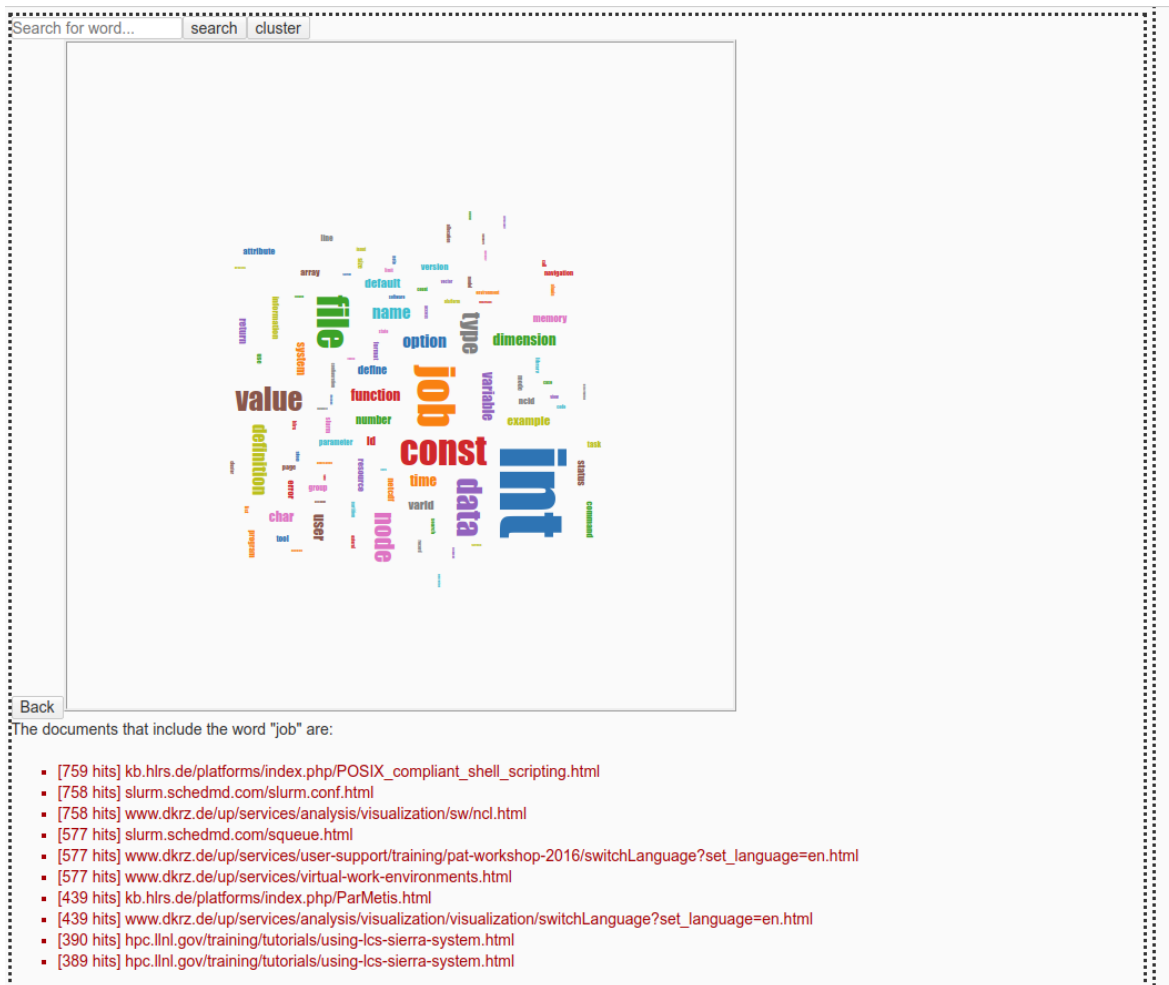 Search for word... search cluster
line
attribute
version
array
navigation
default
information
file
name
type
memory
return
option
dimension
system
define
value
function
job
variable
ncid
number
example
definition
parameter
id
const
task
page
int
status
error
group
resource
netcdf
time
data
varid
char
user
node
command
program
tool
Back
The documents that include the word "job" are:
[759 hits] kb.hlrs.de/platforms/index.php/POSIX_compliant_shell_scripting.html
[758 hits] slurm.schedmd.com/slurm.conf.html
[758 hits] www.dkrz.de/up/services/analysis/visualization/sw/ncl.html
[577 hits] slurm.schedmd.com/squeue.html
[577 hits] www.dkrz.de/up/services/user-support/training/pat-workshop-2016/switchLanguage?set_language=en.html
[577 hits] www.dkrz.de/up/services/virtual-work-environments.html
[439 hits] kb.hlrs.de/platforms/index.php/ParMetis.html
[439 hits] www.dkrz.de/up/services/analysis/visualization/visualization/switchLanguage?set_language=en.html
[390 hits] hpc.llnl.gov/training/tutorials/using-lcs-sierra-system.html
[389 hits] hpc.llnl.gov/training/tutorials/using-lcs-sierra-system.html